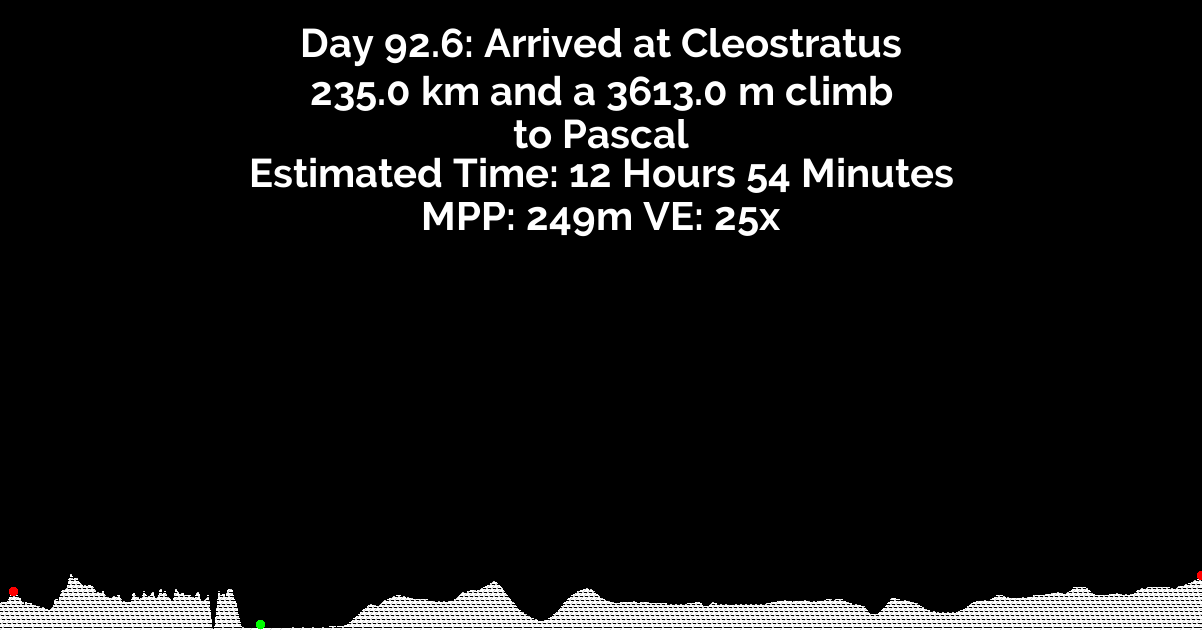 Day 92.6: Arrived at Cleostratus
235.0 km and a 3613.0 m climb
to Pascal
Estimated Time: 12 Hours 54 Minutes
MPP: 249m VE: 25x